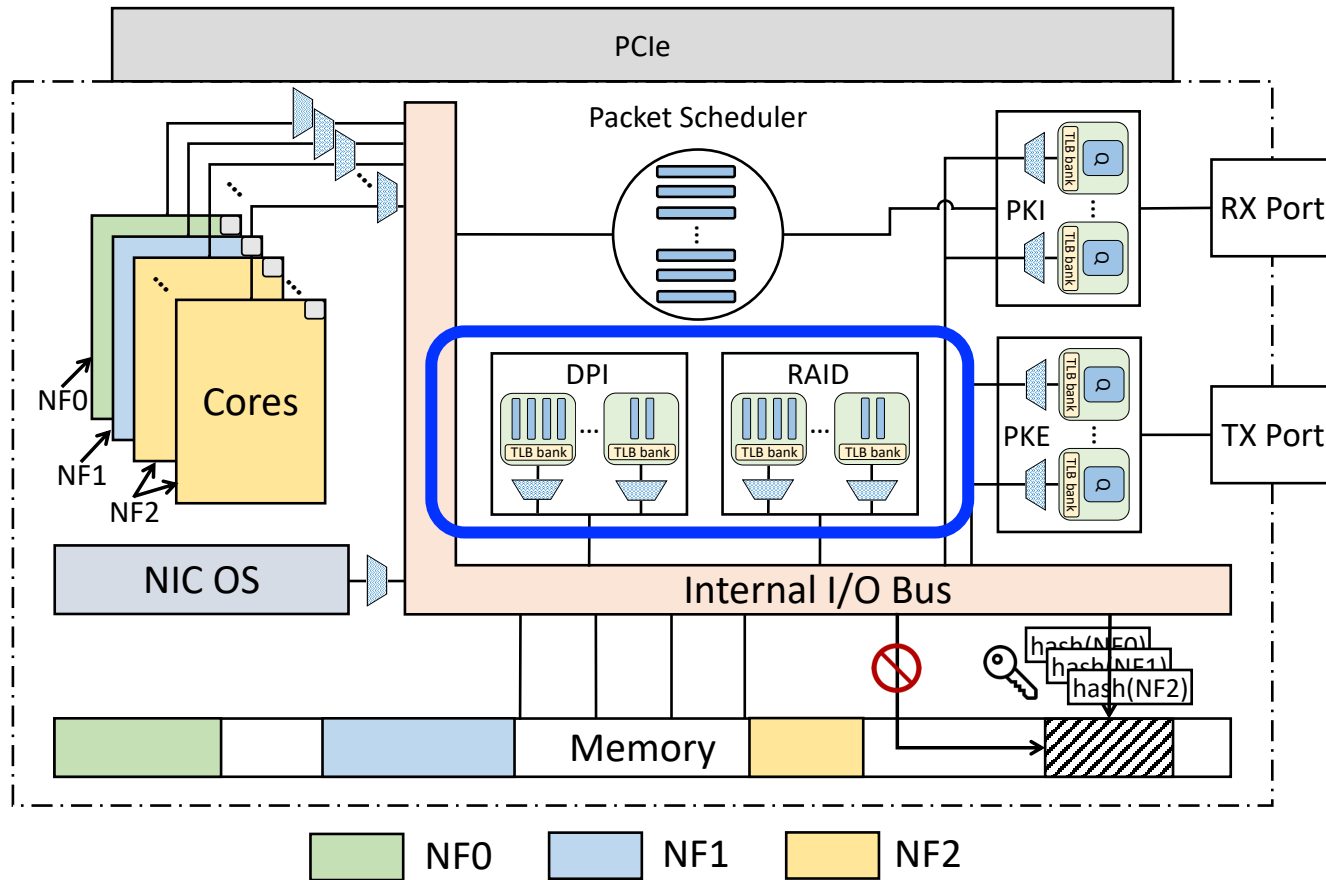 PCIe
Packet Scheduler
TLB bank
Q
PKI
TLB bank
Q
RX Port
NF0
NF1
NF2
Cores
DPI
TLB bank
...
TLB bank
RAID
TLB bank
...
TLB bank
TLB bank
Q
PKE
TLB bank
Q
TX Port
NIC OS
Internal I/O Bus
hash(NF0)
hash(NF1)
hash(NF2)
Memory
NF0
NF1
NF2